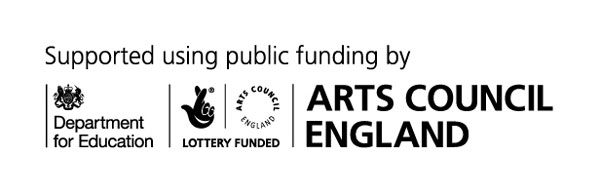 Supported using public funding by
Department
for Education
LOTTERY FUNDED
ARTS COUNCIL
ENGLAND
ARTS COUNCIL
ENGLAND